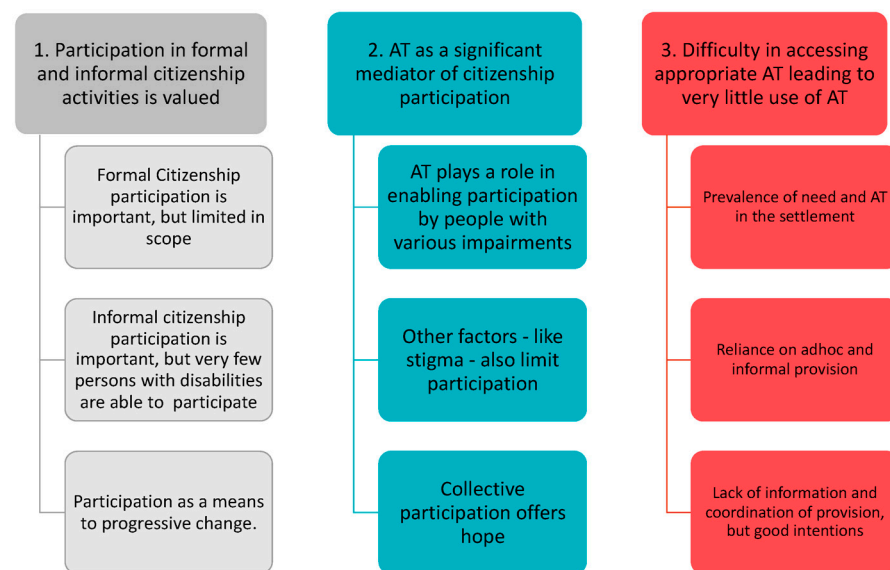 1. Participation in formal
and informal citizenship
activities is valued
Formal Citizenship
participation is
important, but limited in
scope
Informal citizenship
participation is
important, but very few
persons with disabilities
are able to participate
Participation as a means
to progressive change.
2. AT as a significant
mediator of citizenship
participation
AT plays a role in
enabling participation
by people with
various impairments
Other factors - like
stigma - also limit
participation
Collective
participation offers
hope
3. Difficulty in accessing
appropriate AT leading to
very little use of AT
Prevalence of need and AT
in the settlement
Reliance on adhoc and
informal provision
Lack of information and
coordination of provision,
but good intentions